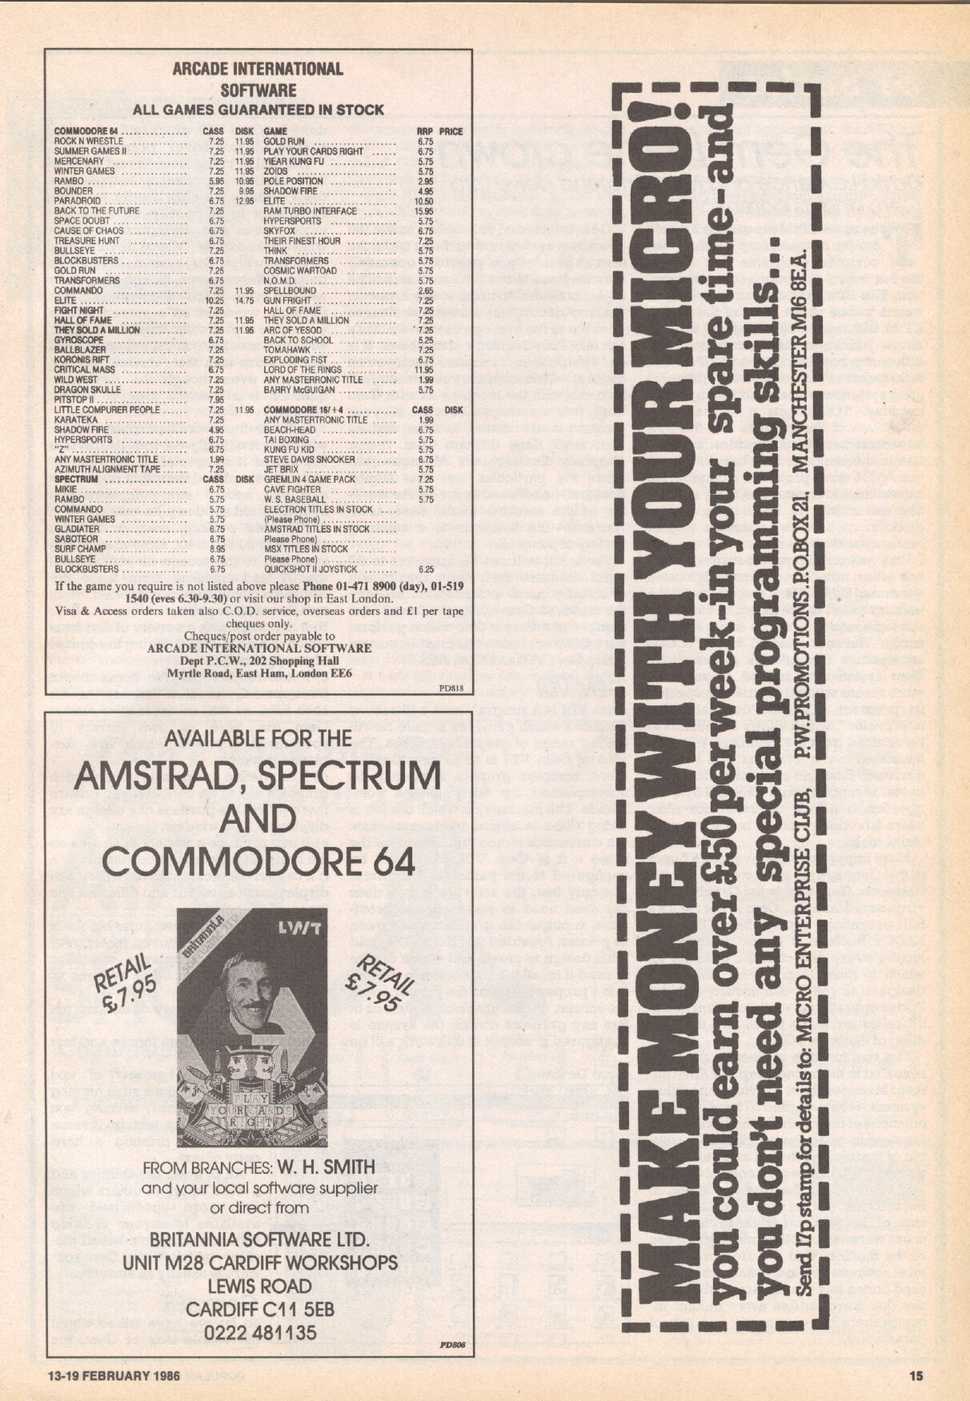 ARCADE INTERNATIONAL
SOFTWARE
ALL GAMES GUARANTEED IN STOCK
COMMODORE 64 ............... CASS DISK
ROCK N WRESTLE ............ 7.25 11.95
SUMMER GAMES II ............ 7.25 11.95
MERCENARY ............ 7.25 11.95
WINTER GAMES ............ 7.25 11.95
RAMBO ............ 5.95 10.95
BOUNDER ............ 7.25 9.95
PARADROID ............ 6.75 12.95
BACK TO THE FUTURE ............ 7.25
SPACE DOUBT ............ 6.75
CAUSE OF CHAOS ............ 6.75
TREASURE HUNT ............ 6.75
BULLSEYE ............ 7.25
BLOCKBUSTERS ............ 6.75
GOLD RUN ............ 7.25
TRANSFORMERS ............ 6.75
COMMANDO ............ 7.25 11.95
ELITE ............ 10.25 14.75
FIGHT NIGHT ............ 7.25
HALL OF FAME ............ 7.25 11.95
THEY SOLD A MILLION ............ 7.25 11.95
GYROSCOPE ............ 6.75
BALLBLAZER ............ 7.25
KORONIS RIFT ............ 7.25
CRITICAL MASS ............ 6.75
WILD WEST ............ 7.25
DRAGON SKULLE ............ 7.25
PITSTOP II ............ 7.95
LITTLE COMPURER PEOPLE ..... 7.25 11.95
KARATEKA ............ 7.25
SHADOW FIRE ............ 4.95
HYPERSPORTS ............ 6.75
"Z" ............ 6.75
ANY MASTERTRONIC TITLE ...... 1.99
AZIMUTH ALIGNMENT TAPE ..... 7.25
SPECTRUM ............ CASS DISK
MIKIE ............ 6.75
RAMBO ............ 5.75
COMMANDO ............ 5.75
WINTER GAMES ............ 5.75
GLADIATER ............ 6.75
SABOTEOR ............ 6.75
SURF CHAMP ............ 8.95
BULLSEYE ............ 6.75
BLOCKBUSTERS ............ 6.75
GAME RRP PRICE
GOLD RUN ............ 6.75
PLAY YOUR CARDS RIGHT ...... 6.75
YIEAR KUNG FU ............ 5.75
ZOIDS ............ 5.75
POLE POSITION ............ 2.95
SHADOW FIRE ............ 4.95
ELITE ............ 10.50
RAM TURBO INTERFACE ........ 15.95
HYPERSPORTS ............ 5.75
SKYFOX ............ 6.75
THEIR FINEST HOUR ............ 7.25
THINK ............ 5.75
TRANSFORMERS ............ 5.75
COSMIC WARTOAD ............ 5.75
N.O.M.D. ............ 5.75
SPELLBOUND ............ 2.65
GUN FRIGHT ............ 7.25
HALL OF FAME ............ 7.25
THEY SOLD A MILLION ............ 7.25
ARC OF YESOD ............ 7.25
BACK TO SCHOOL ............ 5.25
TOMAHAWK ............ 7.25
EXPLODING FIST ............ 6.75
LORD OF THE RINGS ............ 11.95
ANY MASTERRONIC TITLE ...... 1.99
BARRY McGUIGAN ............ 5.75
COMMODORE 16/+4 ............ CASS DISK
ANY MASTERTRONIC TITLE ..... 1.99
BEACH-HEAD ............ 6.75
TAI BOXING ............ 5.75
KUNG FU KID ............ 5.75
STEVE DAVIS SNOOKER ........ 6.75
JET BRIX ............ 5.75
GREMLIN 4 GAME PACK ........ 7.25
CAVE FIGHTER ............ 5.75
W. S. BASEBALL ............ 5.75
ELECTRON TITLES IN STOCK
(Please Phone) ............
AMSTRAD TITLES IN STOCK ......
Please Phone) ............
MSX TITLES IN STOCK ............
Please Phone) ............
QUICKSHOT II JOYSTICK ........ 6.25
If the game you require is not listed above please Phone 01-471 8900 (day), 01-519
1540 (eves 6.30-9.30) or visit our shop in East London.
Visa & Access orders taken also C.O.D. service, overseas orders and £1 per tape
cheques only.
Cheques/post order payable to
ARCADE INTERNATIONAL SOFTWARE
Dept P.C.W., 202 Shopping Hall
Myrtle Road, East Ham, London EE6
PD818
AVAILABLE FOR THE
AMSTRAD, SPECTRUM
AND
COMMODORE 64
RETAIL
£7.95
BRITANNIA
SOFTWARE LTD
LWT
RETAIL
£7.95
PLAY
YOUR CARDS
RIGHT
FROM BRANCHES: W. H. SMITH
and your local software supplier
or direct from
BRITANNIA SOFTWARE LTD.
UNIT M28 CARDIFF WORKSHOPS
LEWIS ROAD
CARDIFF C11 5EB
0222 481135
PD806
MAKE MONEY WITH YOUR MICRO!
you could earn over £50 per week-in your spare time-and
you don't need any special programming skills...
Send 17p stamp for details to: MICRO ENTERPRISE CLUB, P.W. PROMOTIONS. P.O.BOX 21, MANCHESTER M16 8EA.
13-19 FEBRUARY 1986
15